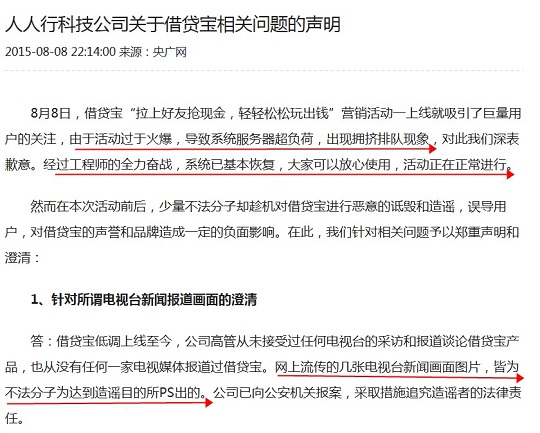 人人行科技公司关于借贷宝相关问题的声明
2015-08-08 22:14:00 来源：央广网
8月8日，借贷宝“拉上好友抢现金，轻轻松松玩出钱”营销活动一上线就吸引了巨量用
户的关注，由于活动过于火爆，导致系统服务器超负荷，出现拥挤排队现象，对此我们深表
歉意。经过工程师的全力奋战，系统已基本恢复，大家可以放心使用，活动正在正常进行。
然而在本次活动前后，少量不法分子却趁机对借贷宝进行恶意的诋毁和造谣，误导用
户，对借贷宝的声誉和品牌造成一定的负面影响。在此，我们针对相关问题予以郑重声明和
澄清：
1、针对所谓电视台新闻报道画面的澄清
答：借贷宝低调上线至今，公司高管从未接受过任何电视台的采访和报道谈论借贷宝产
品，也从没有任何一家电视媒体报道过借贷宝。网上流传的几张电视台新闻画面图片，皆为
不法分子为达到造谣目的所PS出的。公司已向公安机关报案，采取措施追究造谣者的法律责
任。